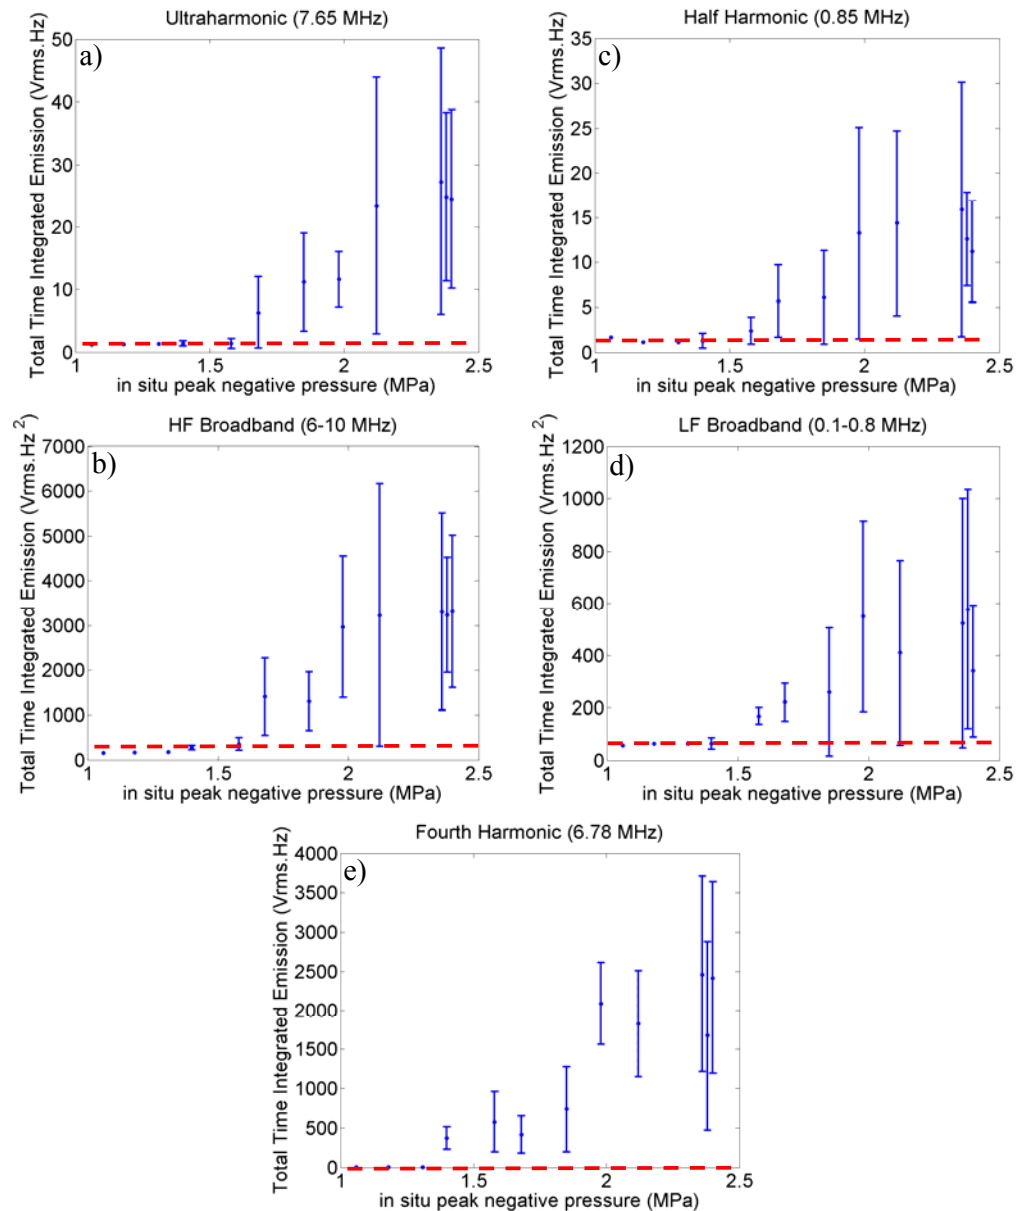 Ultraharmonic (7.65 MHz)
a)
Total Time Integrated Emission (Vrms.Hz)
50
40
30
20
10
0
1
1.5
2
2.5
in situ peak negative pressure (MPa)
Half Harmonic (0.85 MHz)
c)
Total Time Integrated Emission (Vrms.Hz)
35
30
25
20
15
10
5
0
1
1.5
2
2.5
in situ peak negative pressure (MPa)
HF Broadband (6-10 MHz)
b)
Total Time Integrated Emission (Vrms.Hz 2)
7000
6000
5000
4000
3000
2000
1000
0
1
1.5
2
2.5
in situ peak negative pressure (MPa)
LF Broadband (0.1-0.8 MHz)
d)
Total Time Integrated Emission (Vrms.Hz 2)
1200
1000
800
600
400
200
0
1
1.5
2
2.5
in situ peak negative pressure (MPa)
Fourth Harmonic (6.78 MHz)
e)
Total Time Integrated Emission (Vrms.Hz)
4000
3500
3000
2500
2000
1500
1000
500
0
1
1.5
2
2.5
in situ peak negative pressure (MPa)